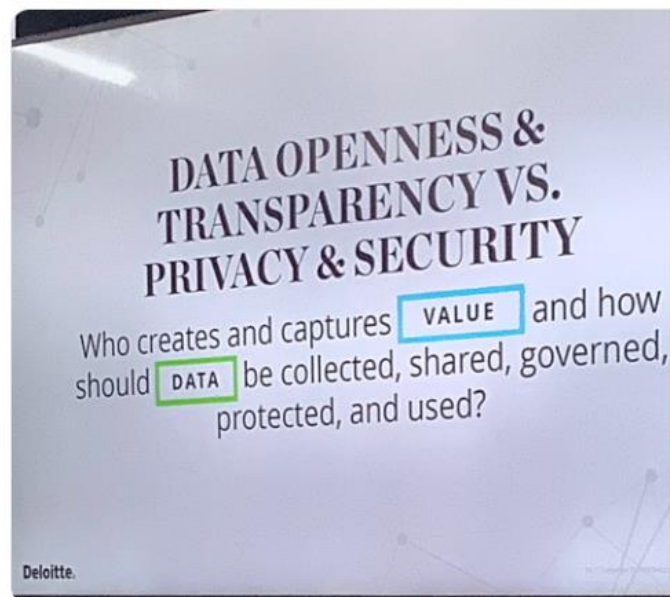 DATA OPENNESS &
TRANSPARENCY VS.
PRIVACY & SECURITY
Who creates and captures VALUE and how
should DATA be collected, shared, governed,
protected, and used?
Deloitte.